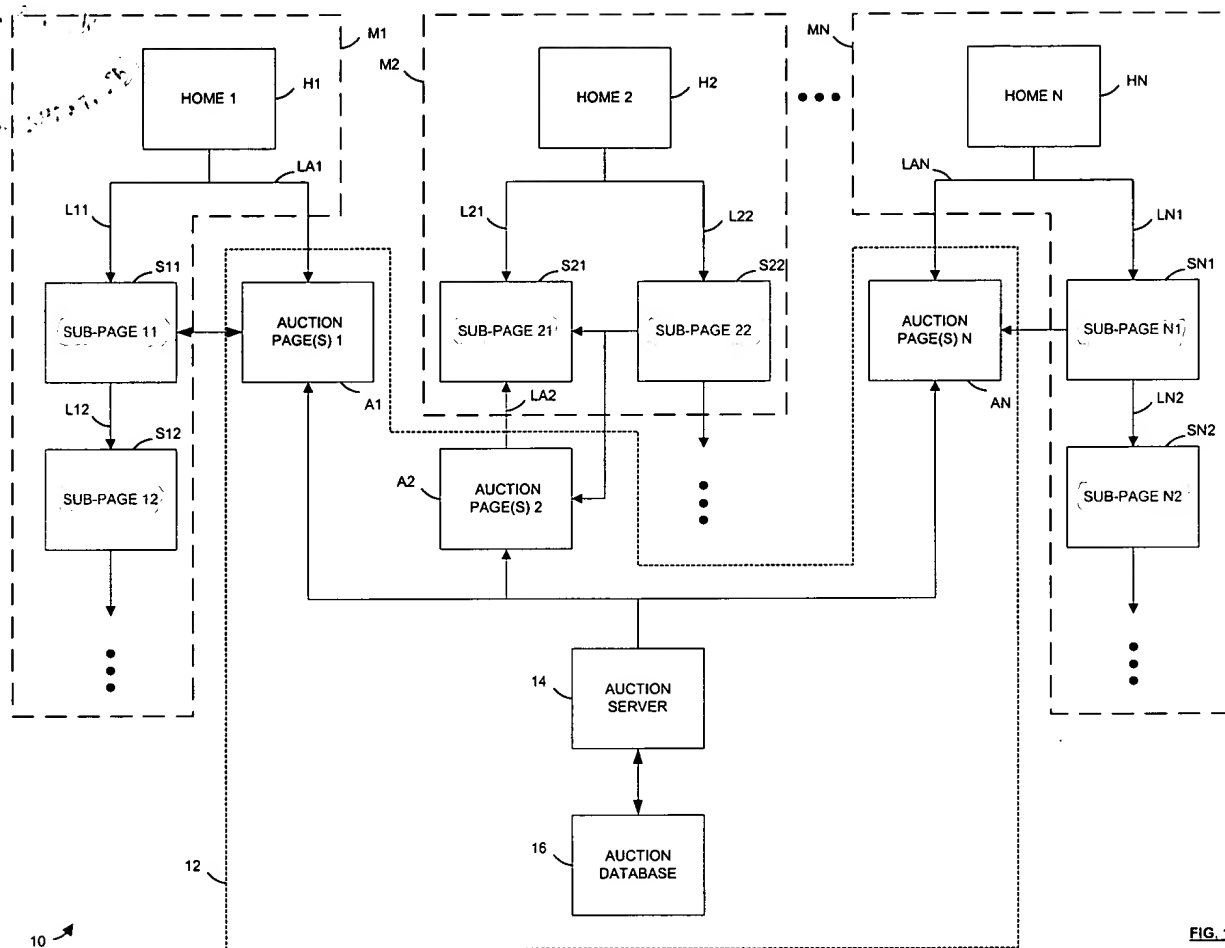 M1
M2
MN
HOME 1
H1
HOME 2
H2
HOME N
HN
LA1
LAN
L11
L21
L22
LN1
S11
S21
S22
SN1
SUB-PAGE 11
AUCTION
PAGE(S) 1
SUB-PAGE 21
SUB-PAGE 22
AUCTION
PAGE(S) N
SUB-PAGE N1
A1
LA2
AN
L12
LN2
S12
SN2
SUB-PAGE 12
A2
AUCTION
PAGE(S) 2
SUB-PAGE N2
14
AUCTION
SERVER
16
AUCTION
DATABASE
12
10
FIG.